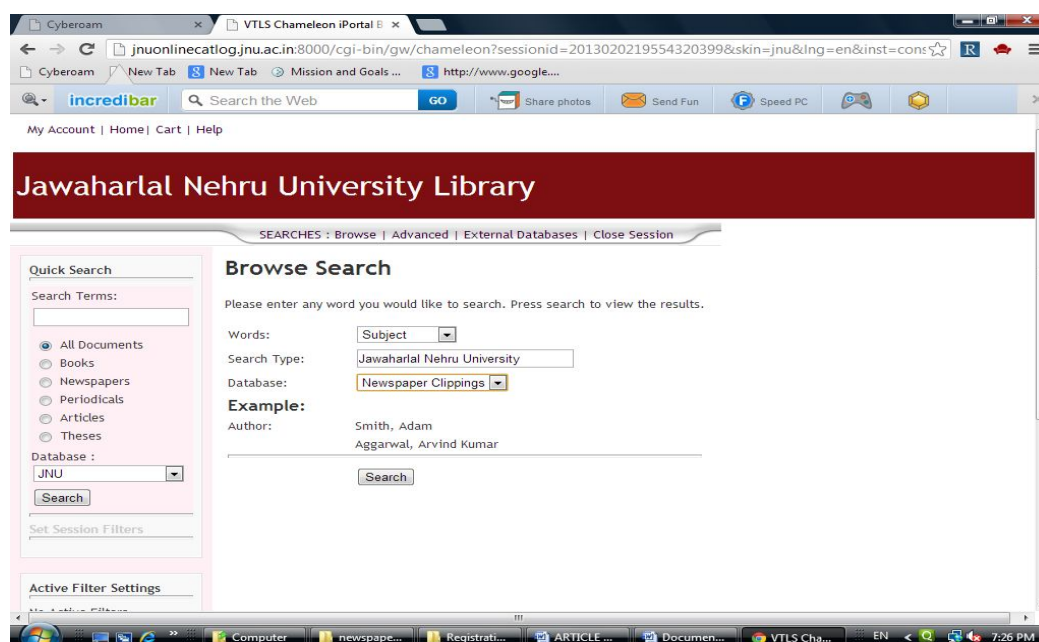 Cyberoam
VTLS Chameleon iPortal B
jnuonlinecatlog.jnu.ac.in:8000/cgi-bin/gw/chameleon?sessionid=2013020219554320399&skin=jnu&lng=en&inst=cons
Cyberoam New Tab New Tab Mission and Goals ... http://www.google....
incredibar Search the Web GO Share photos Send Fun Speed PC
My Account | Home| Cart | Help
Jawaharlal Nehru University Library
SEARCHES : Browse | Advanced | External Databases | Close Session
Quick Search
Search Terms:
All Documents
Books
Newspapers
Periodicals
Articles
Theses
Database :
JNU
Search
Set Session Filters
Active Filter Settings
No Active Filters
Browse Search
Please enter any word you would like to search. Press search to view the results.
Words: Subject
Search Type: Jawaharlal Nehru University
Database: Newspaper Clippings
Example:
Author: Smith, Adam
Aggarwal, Arvind Kumar
Search
Computer newspape... Registrati... ARTICLE ... Documen... VTLS Cha... EN 7:26 PM